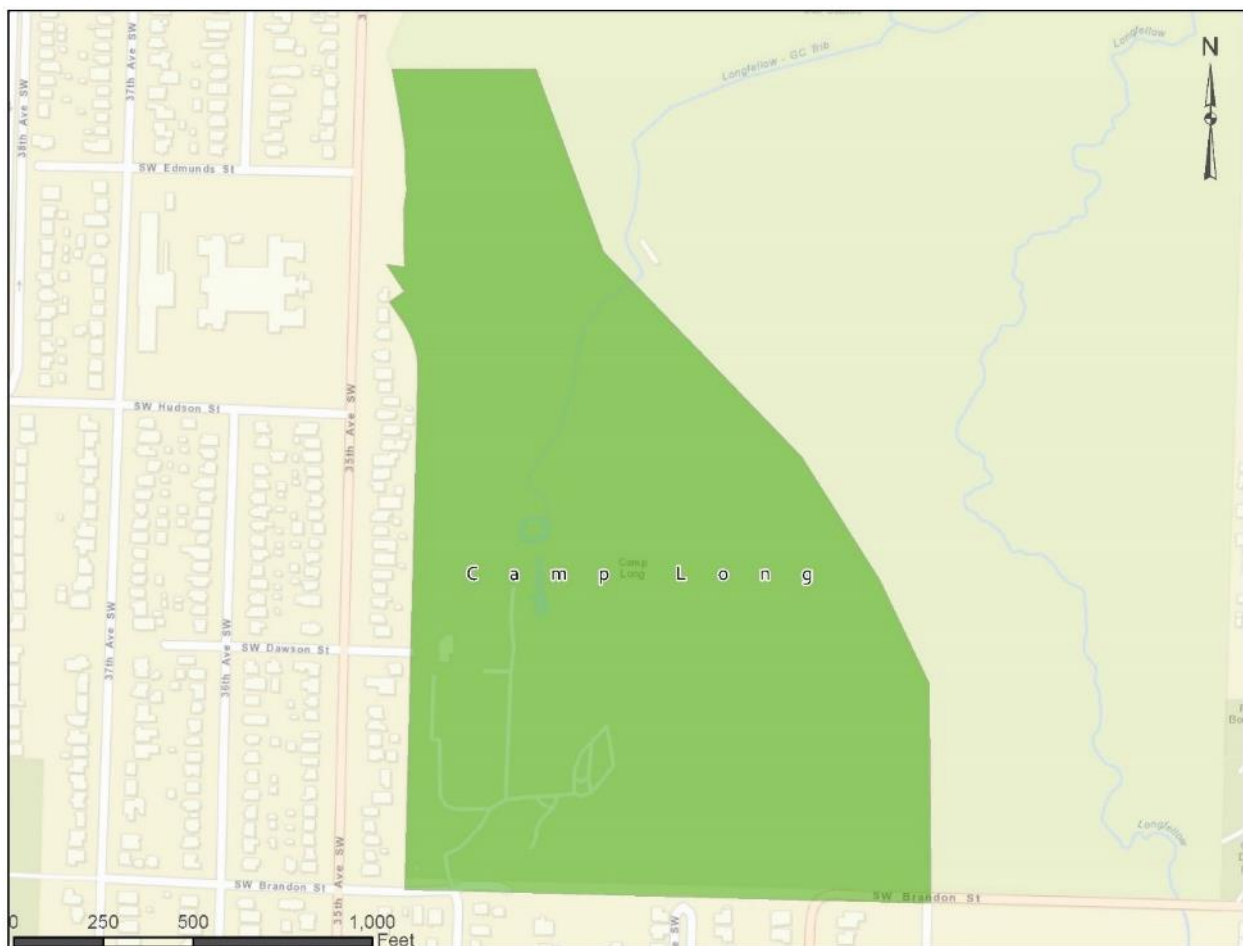 Longfellow - GC Trib
Longfellow
N
38th Ave SW
37th Ave SW
SW Edmunds St
SW Hudson St
35th Ave SW
Camp
Long
Camp Long
37th Ave SW
36th Ave SW
SW Dawson St
Longfellow
SW Brandon St
35th Ave SW
SW Brandon St
SW
0 250 500 1,000
Feet